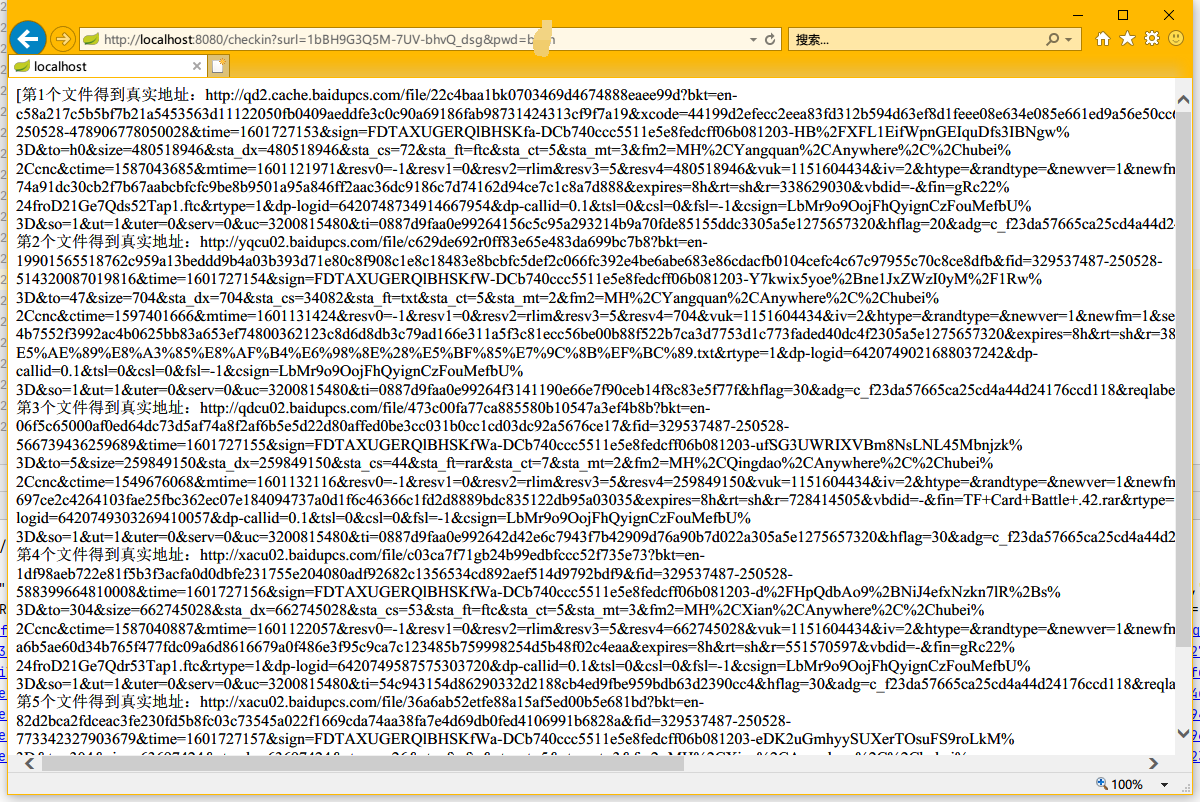 http://localhost:8080/checkin?surl=1bBH9G3Q5M-7UV-bhvQ_dsg&pwd=b
搜索...
localhost
[第1个文件得到真实地址：http://qd2.cache.baidupcs.com/file/22c4baa1bk0703469d4674888eaee99d?bkt=en-
c58a217c5b5bf7b21a5453563d11122050fb0409aeddfe3c0c90a69186fab98731424313cf9f7a19&xcode=44199d2efecc2eea83fd312b594d63ef8d1feee08e634e085e661ed9a56e50cc6
250528-478906778050028&time=1601727153&sign=FDTAXUGERQlBHSKfa-DCb740ccc5511e5e8fedcff06b081203-HB%2FXFL1EifWpnGEIquDfs3IBNgw%
3D&to=h0&size=480518946&sta_dx=480518946&sta_cs=72&sta_ft=ftc&sta_ct=5&sta_mt=3&fm2=MH%2CYangquan%2CAnywhere%2C%2Chubei%
2Ccnc&ctime=1587043685&mtime=1601121971&resv0=-1&resv1=0&resv2=rlim&resv3=5&resv4=480518946&vuk=1151604434&iv=2&htype=&randtype=&newver=1&newfm
74a91dc30cb2f7b67aabcbfcfc9be8b9501a95a846ff2aac36dc9186c7d74162d94ce7c1c8a7d888&expires=8h&rt=sh&r=338629030&vbdid=-&fin=gRc22%
24froD21Ge7Qds52Tap1.ftc&rtype=1&dp-logid=6420748734914667954&dp-callid=0.1&tsl=0&csl=0&fsl=-1&csign=LbMr9o9OojFhQyignCzFouMefbU%
3D&so=1&ut=1&uter=0&serv=0&uc=3200815480&ti=0887d9faa0e99264156c5c95a293214b9a70fde85155ddc3305a5e1275657320&hflag=20&adg=c_f23da57665ca25cd4a44d24
第2个文件得到真实地址：http://yqcu02.baidupcs.com/file/c629de692r0ff83e65e483da699bc7b8?bkt=en-
19901565518762c959a13beddd9b4a03b393d71e80c8f908c1e8c18483e8bcbfc5def2c066fc392e4be6abe683e86cdacfb0104cefc4c67c97955c70c8ce8dfb&fid=329537487-250528-
514320087019816&time=1601727154&sign=FDTAXUGERQlBHSKfW-DCb740ccc5511e5e8fedcff06b081203-Y7kwix5yoe%2Bne1JxZWzI0yM%2F1Rw%
3D&to=47&size=704&sta_dx=704&sta_cs=34082&sta_ft=txt&sta_ct=5&sta_mt=2&fm2=MH%2CYangquan%2CAnywhere%2C%2Chubei%
2Ccnc&ctime=1597401666&mtime=1601131424&resv0=-1&resv1=0&resv2=rlim&resv3=5&resv4=704&vuk=1151604434&iv=2&htype=&randtype=&newver=1&newfm=1&se
4b7552f3992ac4b0625bb83a653ef74800362123c8d6d8db3c79ad166e311a5f3c81ecc56be00b88f522b7ca3d7753d1c773faded40dc4f2305a5e1275657320&expires=8h&rt=sh&r=38
E5%AE%89%E8%A3%85%E8%AF%B4%E6%98%8E%28%E5%BF%85%E7%9C%8B%EF%BC%89.txt&rtype=1&dp-logid=6420749021688037242&dp-
callid=0.1&tsl=0&csl=0&fsl=-1&csign=LbMr9o9OojFhQyignCzFouMefbU%
3D&so=1&ut=1&uter=0&serv=0&uc=3200815480&ti=0887d9faa0e99264f3141190e66e7f90ceb14f8c83e5f77f&hflag=30&adg=c_f23da57665ca25cd4a44d24176ccd118&reqlabe
第3个文件得到真实地址：http://qdcu02.baidupcs.com/file/473c00fa77ca885580b10547a3ef4b8b?bkt=en-
06f5c65000af0ed64dc73d5af74a8f2af6b5e5d22d80affed0be3cc031b0cc1cd03dc92a5676ce17&fid=329537487-250528-
566739436259689&time=1601727155&sign=FDTAXUGERQlBHSKfWa-DCb740ccc5511e5e8fedcff06b081203-ufSG3UWRIXVBm8NsLNL45Mbnjzk%
3D&to=5&size=259849150&sta_dx=259849150&sta_cs=44&sta_ft=rar&sta_ct=7&sta_mt=2&fm2=MH%2CQingdao%2CAnywhere%2C%2Chubei%
2Ccnc&ctime=1549676068&mtime=1601132116&resv0=-1&resv1=0&resv2=rlim&resv3=5&resv4=259849150&vuk=1151604434&iv=2&htype=&randtype=&newver=1&newfm
697ce2c4264103fae25fbc362ec07e184094737a0d1f6c46366c1fd2d8889bdc835122db95a03035&expires=8h&rt=sh&r=728414505&vbdid=-&fin=TF+Card+Battle+.42.rar&rtype=
logid=6420749303269410057&dp-callid=0.1&tsl=0&csl=0&fsl=-1&csign=LbMr9o9OojFhQyignCzFouMefbU%
3D&so=1&ut=1&uter=0&serv=0&uc=3200815480&ti=0887d9faa0e992642d42e6c7943f7b42909d76a90b7d022a305a5e1275657320&hflag=30&adg=c_f23da57665ca25cd4a44d2
第4个文件得到真实地址：http://xacu02.baidupcs.com/file/c03ca7f71gb24b99edbfccc52f735e73?bkt=en-
1df98aeb722e81f5b3f3acfa0d0dbfe231755e204080adf92682c1356534cd892aef514d9792bdf9&fid=329537487-250528-
588399664810008&time=1601727156&sign=FDTAXUGERQlBHSKfWa-DCb740ccc5511e5e8fedcff06b081203-d%2FHpQdbAo9%2BNiJ4efxNzkn7lR%2Bs%
3D&to=304&size=662745028&sta_dx=662745028&sta_cs=53&sta_ft=ftc&sta_ct=5&sta_mt=3&fm2=MH%2CXian%2CAnywhere%2C%2Chubei%
2Ccnc&ctime=1587040887&mtime=1601122057&resv0=-1&resv1=0&resv2=rlim&resv3=5&resv4=662745028&vuk=1151604434&iv=2&htype=&randtype=&newver=1&newfm
a6b5ae60d34b765f477fdc09a6d8616679a0f486e3f95c9ca7c123485b759998254d5b48f02c4eaa&expires=8h&rt=sh&r=551570597&vbdid=-&fin=gRc22%
24froD21Ge7Qdr53Tap1.ftc&rtype=1&dp-logid=6420749587575303720&dp-callid=0.1&tsl=0&csl=0&fsl=-1&csign=LbMr9o9OojFhQyignCzFouMefbU%
3D&so=1&ut=1&uter=0&serv=0&uc=3200815480&ti=54c943154d86290332d2188cb4ed9fbe959bdb63d2390cc4&hflag=30&adg=c_f23da57665ca25cd4a44d24176ccd118&reqla
第5个文件得到真实地址：http://xacu02.baidupcs.com/file/36a6ab52etfe88a15af5ed00b5e681bd?bkt=en-
82d2bca2fdceac3fe230fd5b8fc03c73545a022f1669cda74aa38fa7e4d69db0fed4106991b6828a&fid=329537487-250528-
773342327903679&time=1601727157&sign=FDTAXUGERQlBHSKfWa-DCb740ccc5511e5e8fedcff06b081203-eDK2uGmhyySUXerTOsuFS9roLkM%
100%